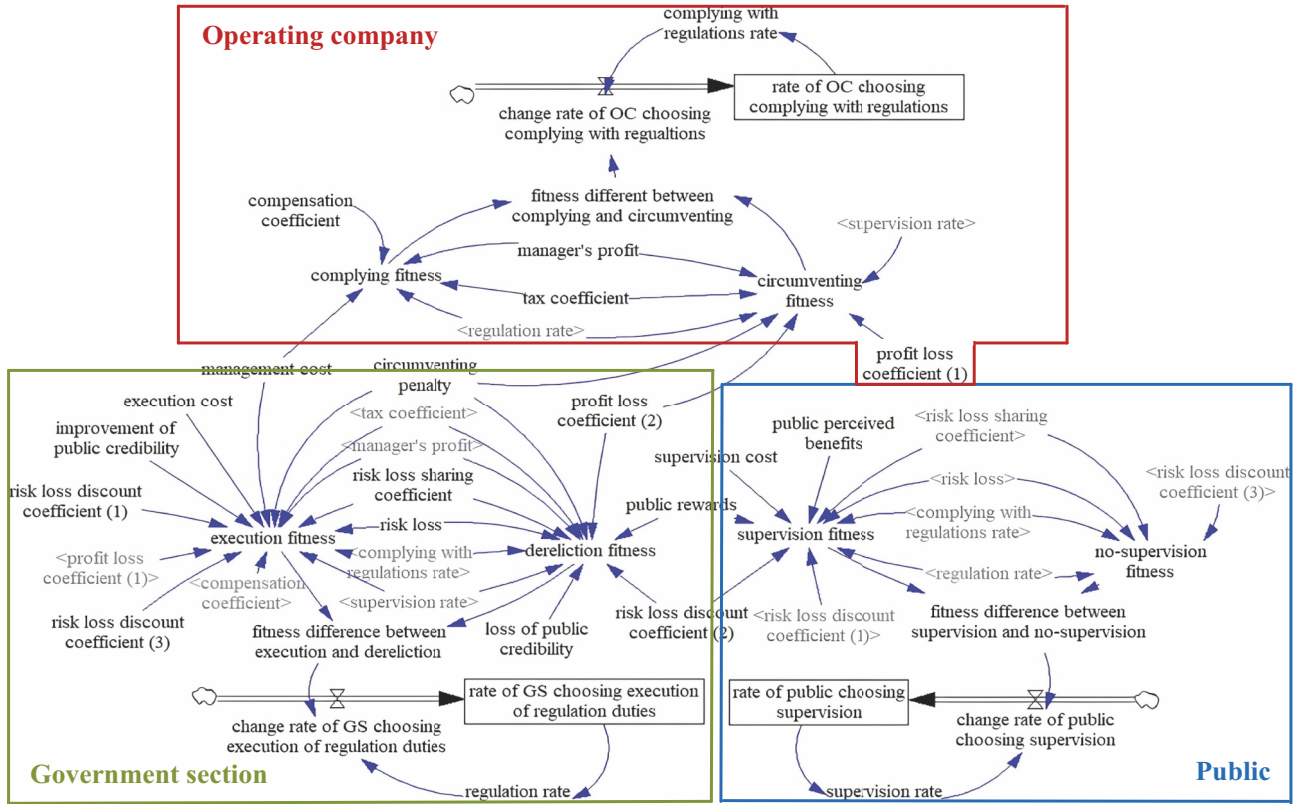 Operating company
complying with
regulations rate
rate of OC choosing
complying with regulations
change rate of OC choosing
complying with regualtions
compensation
coefficient
fitness different between
complying and circumventing
<supervision rate>
manager's profit
complying fitness
circumventing
fitness
tax coefficient
<regulation rate>
profit loss
coefficient (1)
management cost
circumventing
penalty
execution cost
<tax coefficient>
profit loss
coefficient (2)
improvement of
public credibility
<manager's profit>
risk loss sharing
coefficient
risk loss discount
coefficient (1)
risk loss
execution fitness
dereliction fitness
<profit loss
coefficient (1)>
<compensation
coefficient>
<complying with
regulations rate>
<supervision rate>
risk loss discount
coefficient (3)
fitness difference between
execution and dereliction
loss of public
credibility
risk loss discount
coefficient (2)
rate of GS choosing execution
of regulation duties
change rate of GS choosing
execution of regulation duties
Government section
regulation rate
public perceived
benefits
<risk loss sharing
coefficient>
supervision cost
<risk loss>
<risk loss discount
coefficient (3)>
public rewards
<complying with
regulations rate>
supervision fitness
no-supervision
fitness
<regulation rate>
<risk loss discount
coefficient (1)>
fitness difference between
supervision and no-supervision
rate of public choosing
supervision
change rate of public
choosing supervision
Public
supervision rate